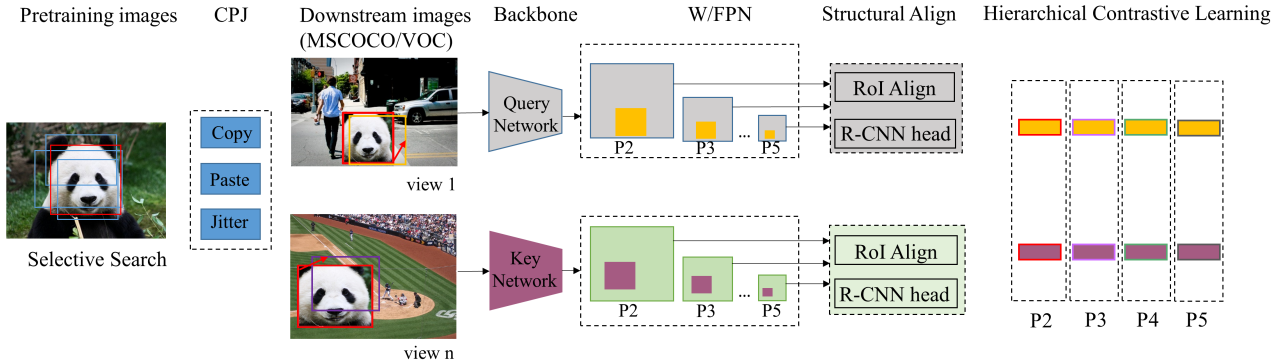 Pretraining images
CPJ
Downstream images
(MSCOCO/VOC)
Backbone
W/FPN
Structural Align
Hierarchical Contrastive Learning
Copy
Paste
Jitter
Selective Search
view 1
Query
Network
P2
P3
...
P5
RoI Align
R-CNN head
view n
Key
Network
P2
P3
...
P5
RoI Align
R-CNN head
P2
P3
P4
P5